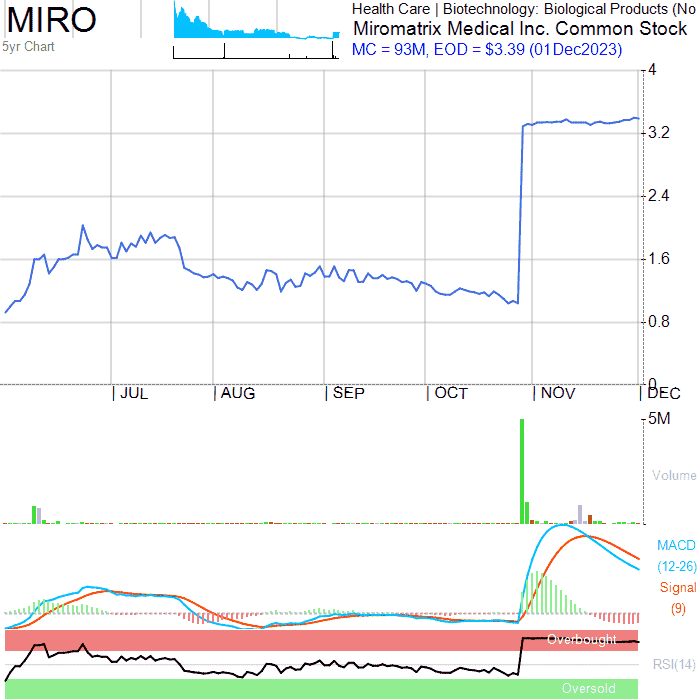 MIRO
5yr Chart
Health Care | Biotechnology: Biological Products (No
Miromatrix Medical Inc. Common Stock
MC = 93M, EOD = $3.39 (01Dec2023)
4
3.2
2.4
1.6
0.8
0
JUL AUG SEP OCT NOV DEC
5M
Volume
MACD
(12-26)
Signal
(9)
Overbought
RSI(14)
Oversold